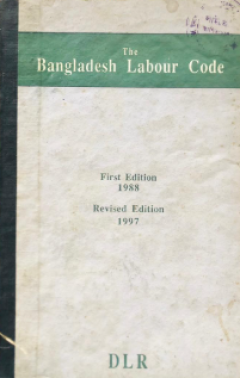 The
Bangladesh Labour Code
First Edition
1988
Revised Edition
1997
DLR